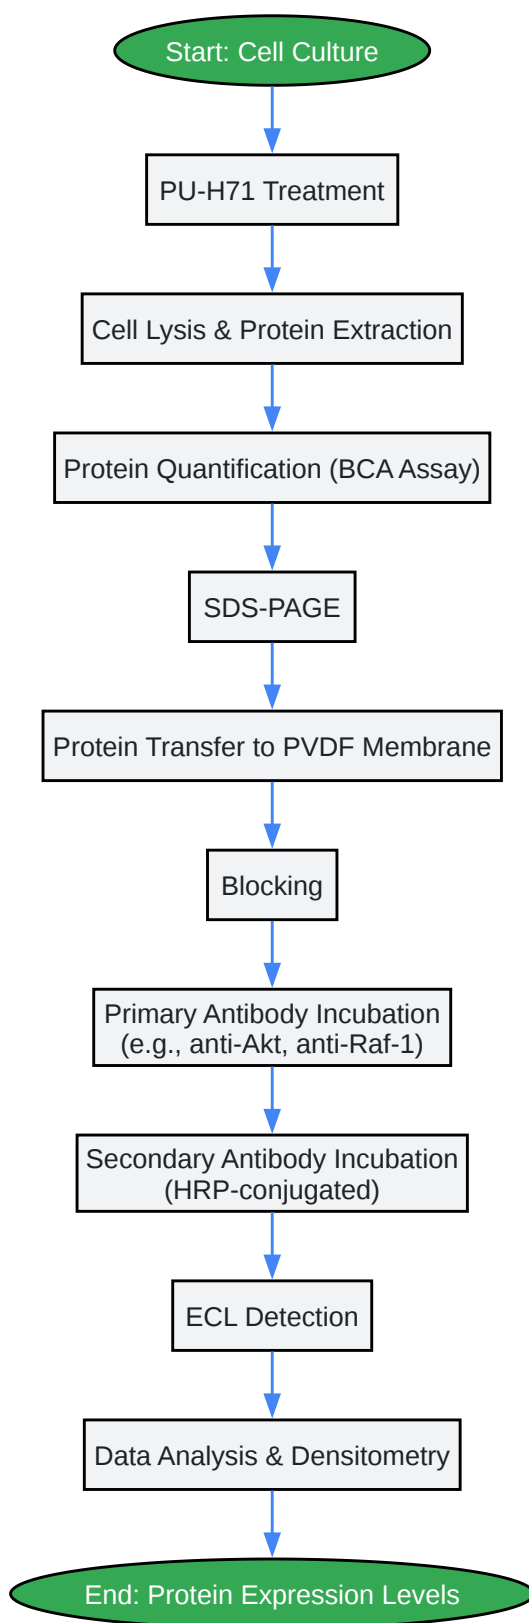 Start: Cell Culture
PU-H71 Treatment
Cell Lysis & Protein Extraction
Protein Quantification (BCA Assay)
SDS-PAGE
Protein Transfer to PVDF Membrane
Blocking
Primary Antibody Incubation
(e.g., anti-Akt, anti-Raf-1)
Secondary Antibody Incubation
(HRP-conjugated)
ECL Detection
Data Analysis & Densitometry
End: Protein Expression Levels